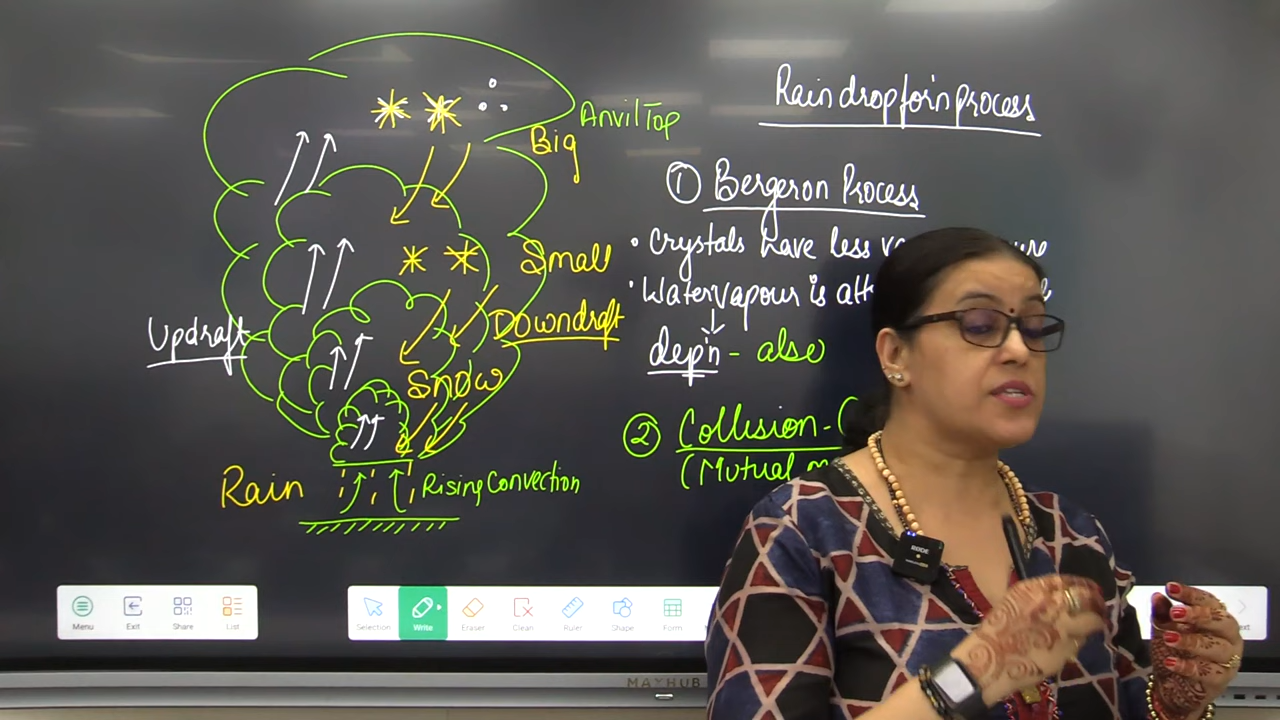 Raindrop for'n process
① Bergeron Process
• Crystals have less
• Water vapour is
dep'n - also
② Collision-
(Mutual
Anvil Top
Big
Small
Updraft
Downdraft
Snow
Rain
Rising Convection
RODE
Menu
Exit
Share
List
Selection
Write
Eraser
Clean
Ruler
Shape
Form
MAXHUB